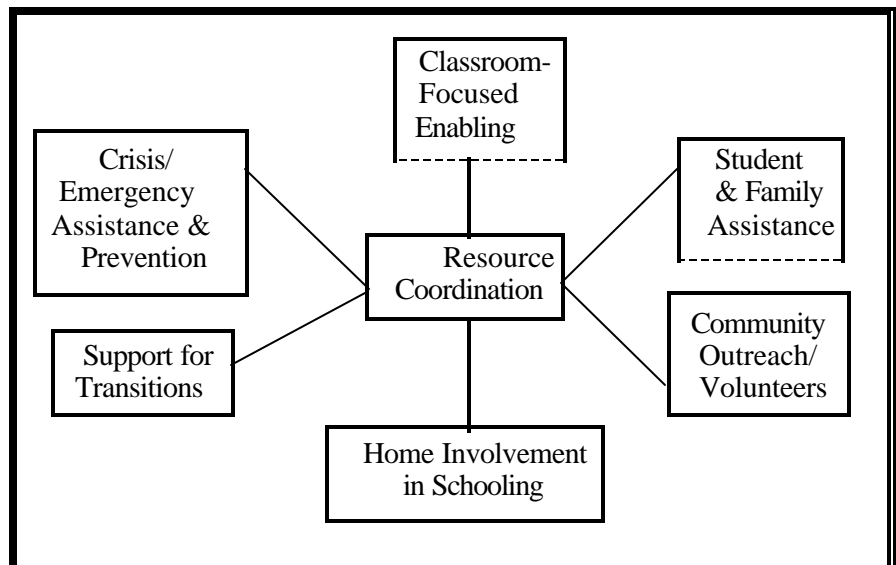 Classroom-
Focused
Enabling
Crisis/
Emergency
Assistance &
Prevention
Student
& Family
Assistance
Resource
Coordination
Support for
Transitions
Community
Outreach/
Volunteers
Home Involvement
in Schooling